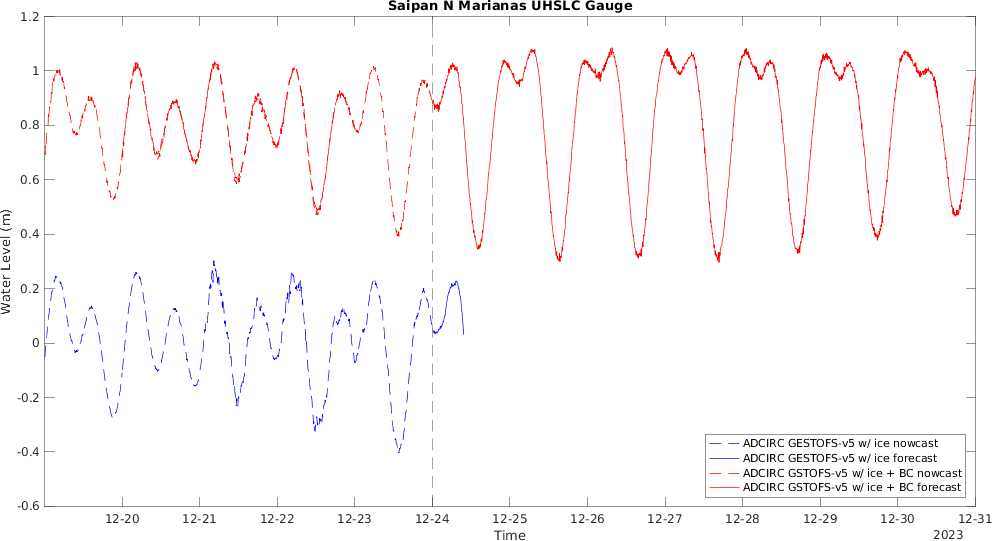 Saipan N Marianas UHSLC Gauge
Water Level (m)
1.2
1
0.8
0.6
0.4
0.2
0
-0.2
-0.4
-0.6
12-20 12-21 12-22 12-23 12-24 12-25 12-26 12-27 12-28 12-29 12-30 12-31
Time
2023
ADCIRC GESTOFS-v5 w/ ice nowcast
ADCIRC GESTOFS-v5 w/ ice forecast
ADCIRC GSTOFS-v5 w/ ice + BC nowcast
ADCIRC GSTOFS-v5 w/ ice + BC forecast